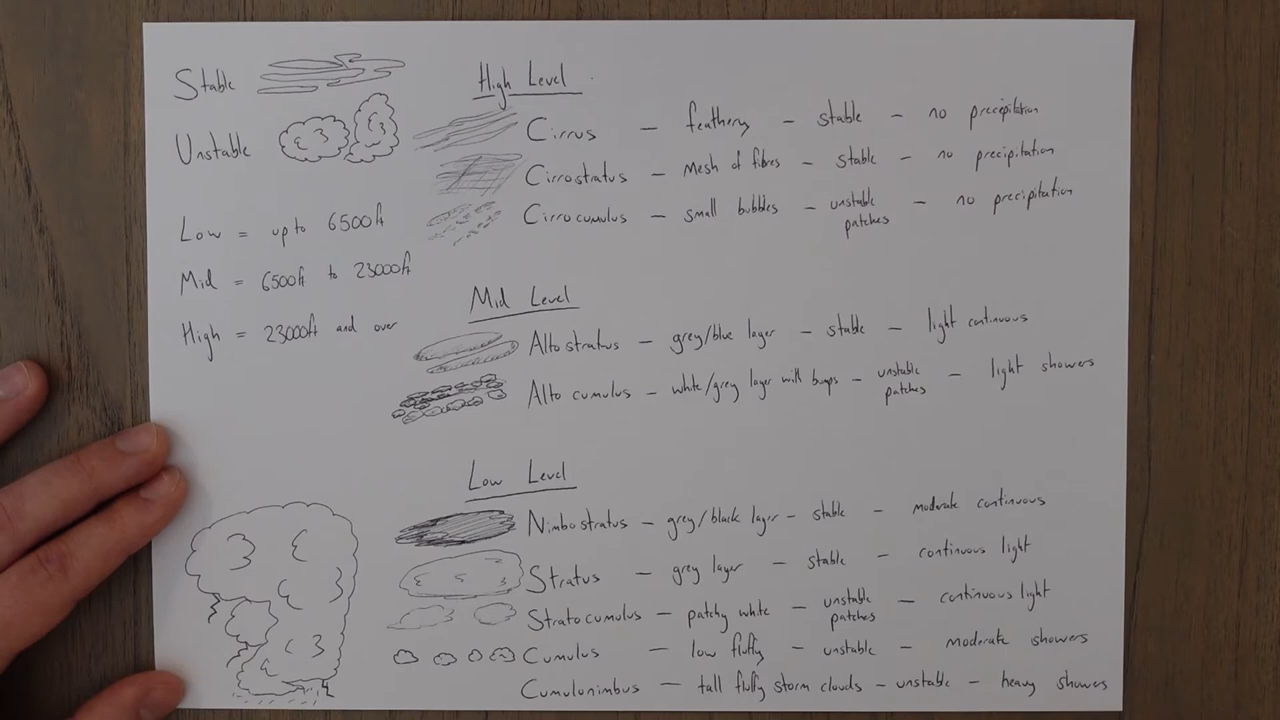 Stable
Unstable
Low = up to 6500ft
Mid = 6500ft to 23000ft
High = 23000ft and over
High Level
Cirrus — feathery — stable — no precipitation
Cirrostratus — Mesh of fibres — stable — no precipitation
Cirrocumulus — small bubbles — unstable patches — no precipitation
Mid Level
Altostratus — grey/blue layer — stable — light continuous
Alto cumulus — white/grey layer with bumps — unstable patches — light showers
Low Level
Nimbostratus — grey/black layer — stable — moderate continuous
Stratus — grey layer — stable — continuous light
Stratocumulus — patchy white — unstable patches — continuous light
Cumulus — low fluffy — unstable — moderate showers
Cumulonimbus — tall fluffy storm clouds — unstable — heavy showers